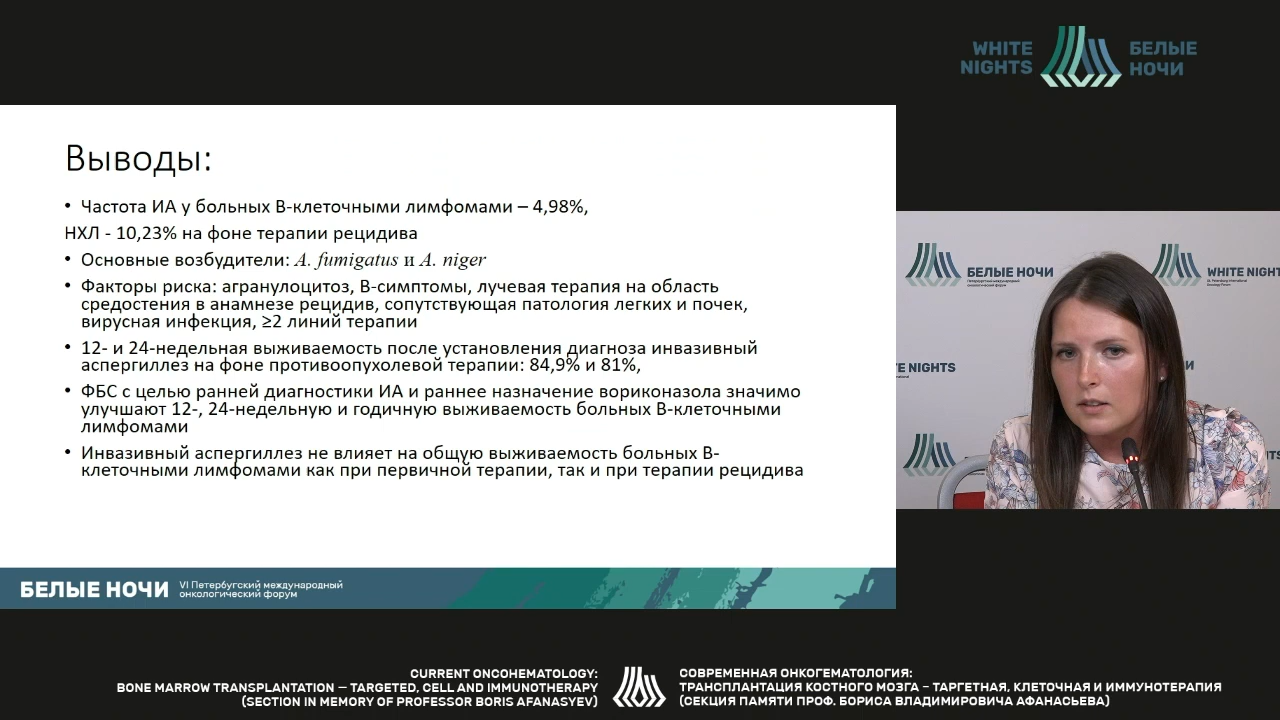 WHITE
NIGHTS
БЕЛЫЕ
НОЧИ
Выводы:
• Частота ИА у больных В-клеточными лимфомами – 4,98%,
НХЛ - 10,23% на фоне терапии рецидива
• Основные возбудители: A. fumigatus и A. niger
• Факторы риска: агранулоцитоз, В-симптомы, лучевая терапия на область
средостения в анамнезе рецидив, сопутствующая патология легких и почек,
вирусная инфекция, ≥2 линий терапии
• 12- и 24-недельная выживаемость после установления диагноза инвазивный
аспергиллез на фоне противоопухолевой терапии: 84,9% и 81%,
• ФБС с целью ранней диагностики ИА и раннее назначение вориконазола значимо
улучшают 12-, 24-недельную и годичную выживаемость больных В-клеточными
лимфомами
• Инвазивный аспергиллез не влияет на общую выживаемость больных В-
клеточными лимфомами как при первичной терапии, так и при терапии рецидива
БЕЛЫЕ НОЧИ
VI Петербугский международный
онкологический форум
БЕЛЫЕ НОЧИ
WHITE NIGHT
TE NIGHTS
CURRENT ONCOHEMATOLOGY:
BONE MARROW TRANSPLANTATION — TARGETED, CELL AND IMMUNOTHERAPY
(SECTION IN MEMORY OF PROFESSOR BORIS AFANASYEV)
СОВРЕМЕННАЯ ОНКОГЕМАТОЛОГИЯ:
ТРАНСПЛАНТАЦИЯ КОСТНОГО МОЗГА – ТАРГЕТНАЯ, КЛЕТОЧНАЯ И ИММУНОТЕРАПИЯ
(СЕКЦИЯ ПАМЯТИ ПРОФ. БОРИСА ВЛАДИМИРОВИЧА АФАНАСЬЕВА)